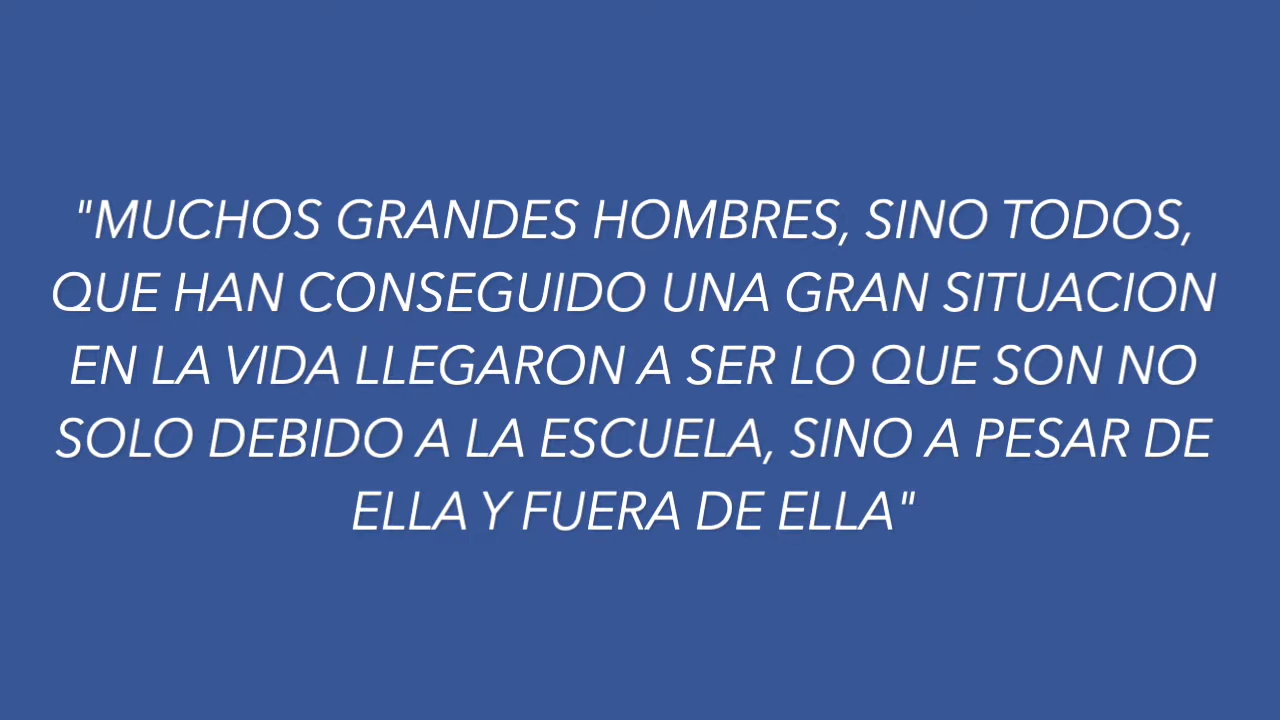 "MUCHOS GRANDES HOMBRES, SINO TODOS,
QUE HAN CONSEGUIDO UNA GRAN SITUACION
EN LA VIDA LLEGARON A SER LO QUE SON NO
SOLO DEBIDO A LA ESCUELA, SINO A PESAR DE
ELLA Y FUERA DE ELLA"